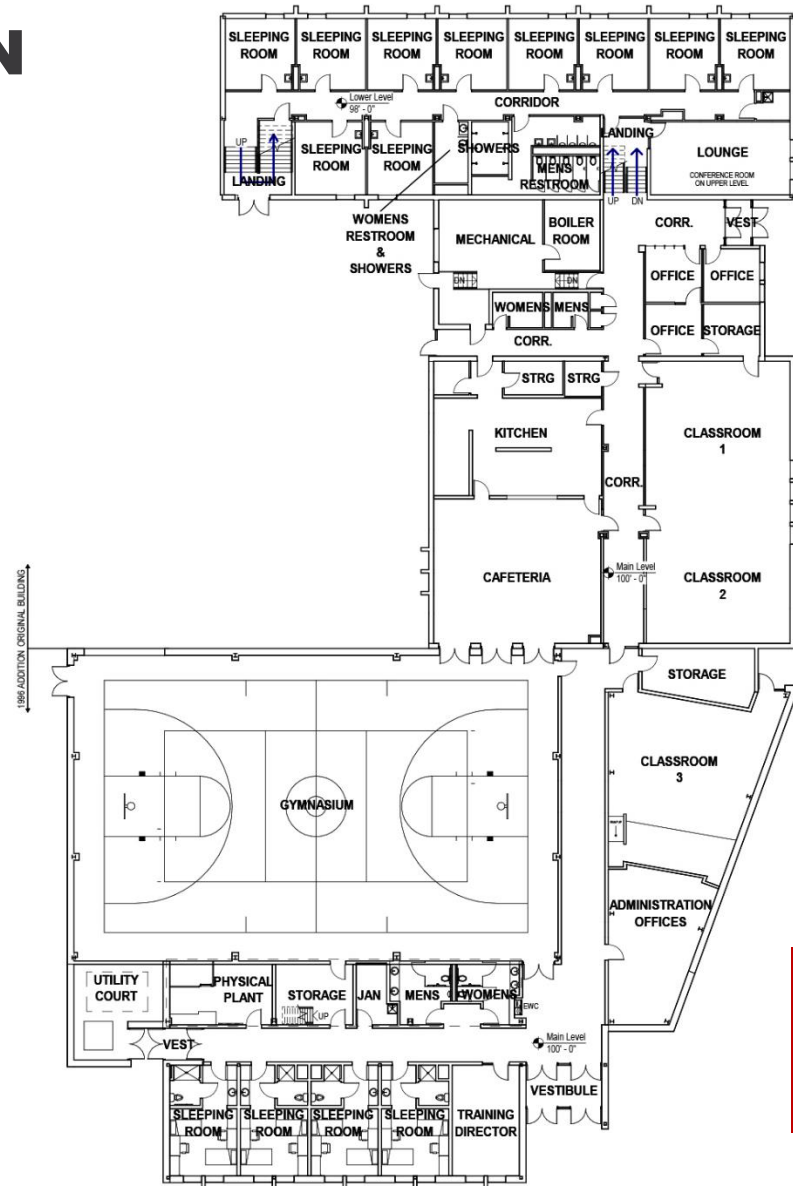 N
SLEEPING ROOM
SLEEPING ROOM
SLEEPING ROOM
SLEEPING ROOM
SLEEPING ROOM
SLEEPING ROOM
SLEEPING ROOM
SLEEPING ROOM
Lower Level
98' - 0"
CORRIDOR
UP
LANDING
SLEEPING ROOM
SLEEPING ROOM
SHOWERS
MENS
RESTROOM
LANDING
UP
DN
LOUNGE
CONFERENCE ROOM
ON UPPER LEVEL
WOMENS
RESTROOM
&
SHOWERS
MECHANICAL
BOILER
ROOM
CORR.
VEST
DN
DN
OFFICE
OFFICE
WOMENS
MENS
OFFICE
STORAGE
CORR.
STRG
STRG
KITCHEN
CLASSROOM
1
CORR.
CAFETERIA
Main Level
100' - 0"
CLASSROOM
2
1996 ADDITION
ORIGINAL BUILDING
STORAGE
CLASSROOM
3
GYMNASIUM
ADMINISTRATION
OFFICES
UTILITY
COURT
PHYSICAL
PLANT
STORAGE
UP
JAN
MENS
WOMENS
EWC
VEST
Main Level
100' - 0"
SLEEPING
ROOM
SLEEPING
ROOM
SLEEPING
ROOM
SLEEPING
ROOM
TRAINING
DIRECTOR
VESTIBULE